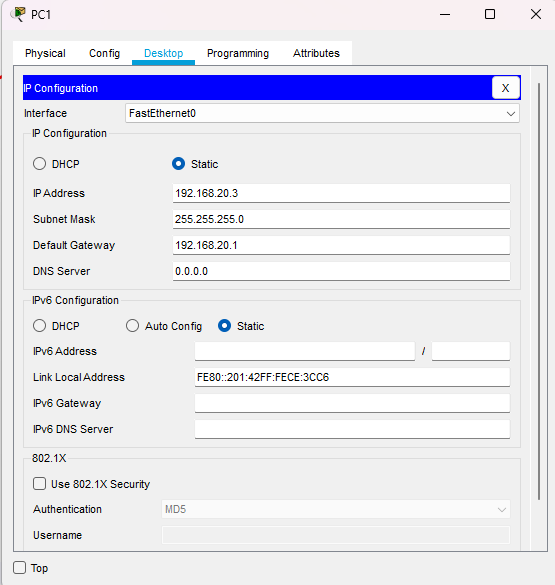 PC1
Physical Config Desktop Programming Attributes
IP Configuration X
Interface FastEthernet0
IP Configuration
DHCP Static
IP Address 192.168.20.3
Subnet Mask 255.255.255.0
Default Gateway 192.168.20.1
DNS Server 0.0.0.0
IPv6 Configuration
DHCP Auto Config Static
IPv6 Address /
Link Local Address FE80::201:42FF:FECE:3CC6
IPv6 Gateway
IPv6 DNS Server
802.1X
Use 802.1X Security
Authentication MD5
Username
Top